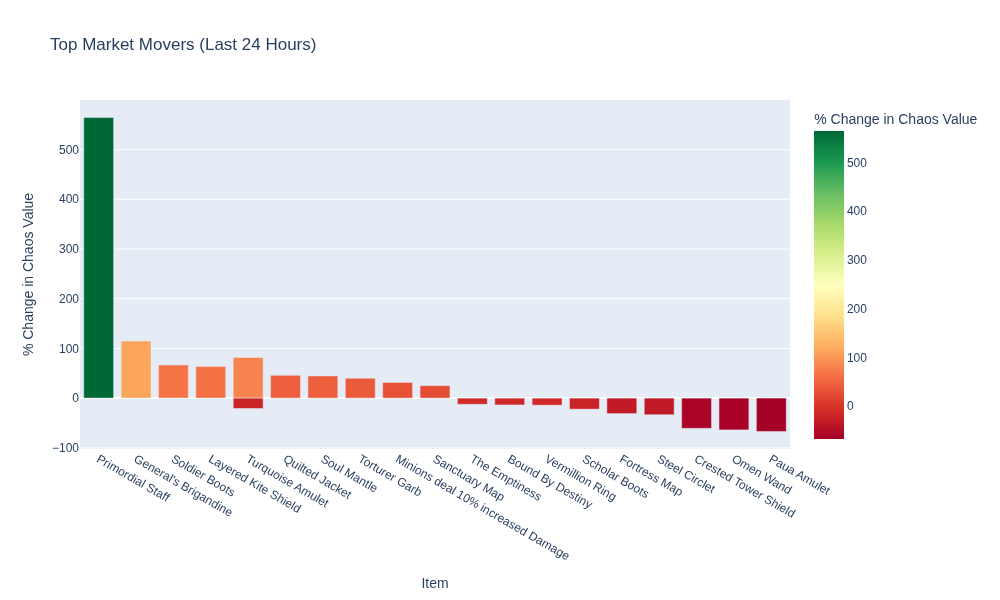 Top Market Movers (Last 24 Hours)
% Change in Chaos Value
500
400
300
200
100
0
−100
Primordial Staff
General's Brigandine
Soldier Boots
Layered Kite Shield
Turquoise Amulet
Quilted Jacket
Soul Mantle
Torturer Garb
Minions deal 10% increased Damage
Sanctuary Map
The Emptiness
Bound By Destiny
Vermillion Ring
Scholar Boots
Fortress Map
Steel Circlet
Crested Tower Shield
Omen Wand
Paua Amulet
Item
% Change in Chaos Value
500
400
300
200
100
0